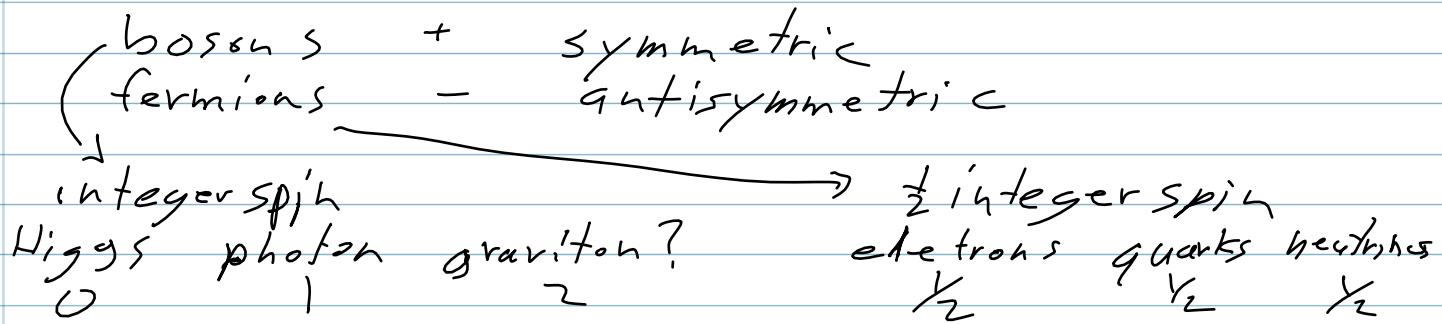 bosons + symmetric
fermions - antisymmetric
integer spin ½ integer spin
Higgs photon graviton? eletrons quarks neutrinos
0 1 2 1/2 1/2 1/2